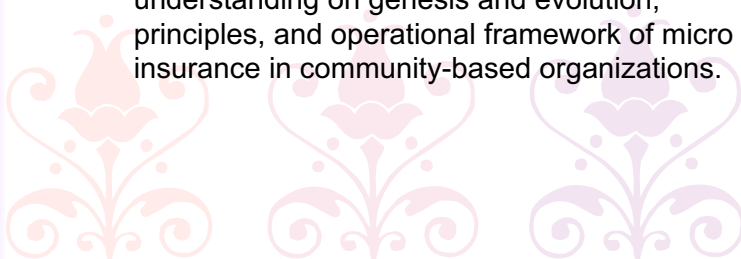 understanding on genesis and evolution,
principles, and operational framework of micro
insurance in community-based organizations.